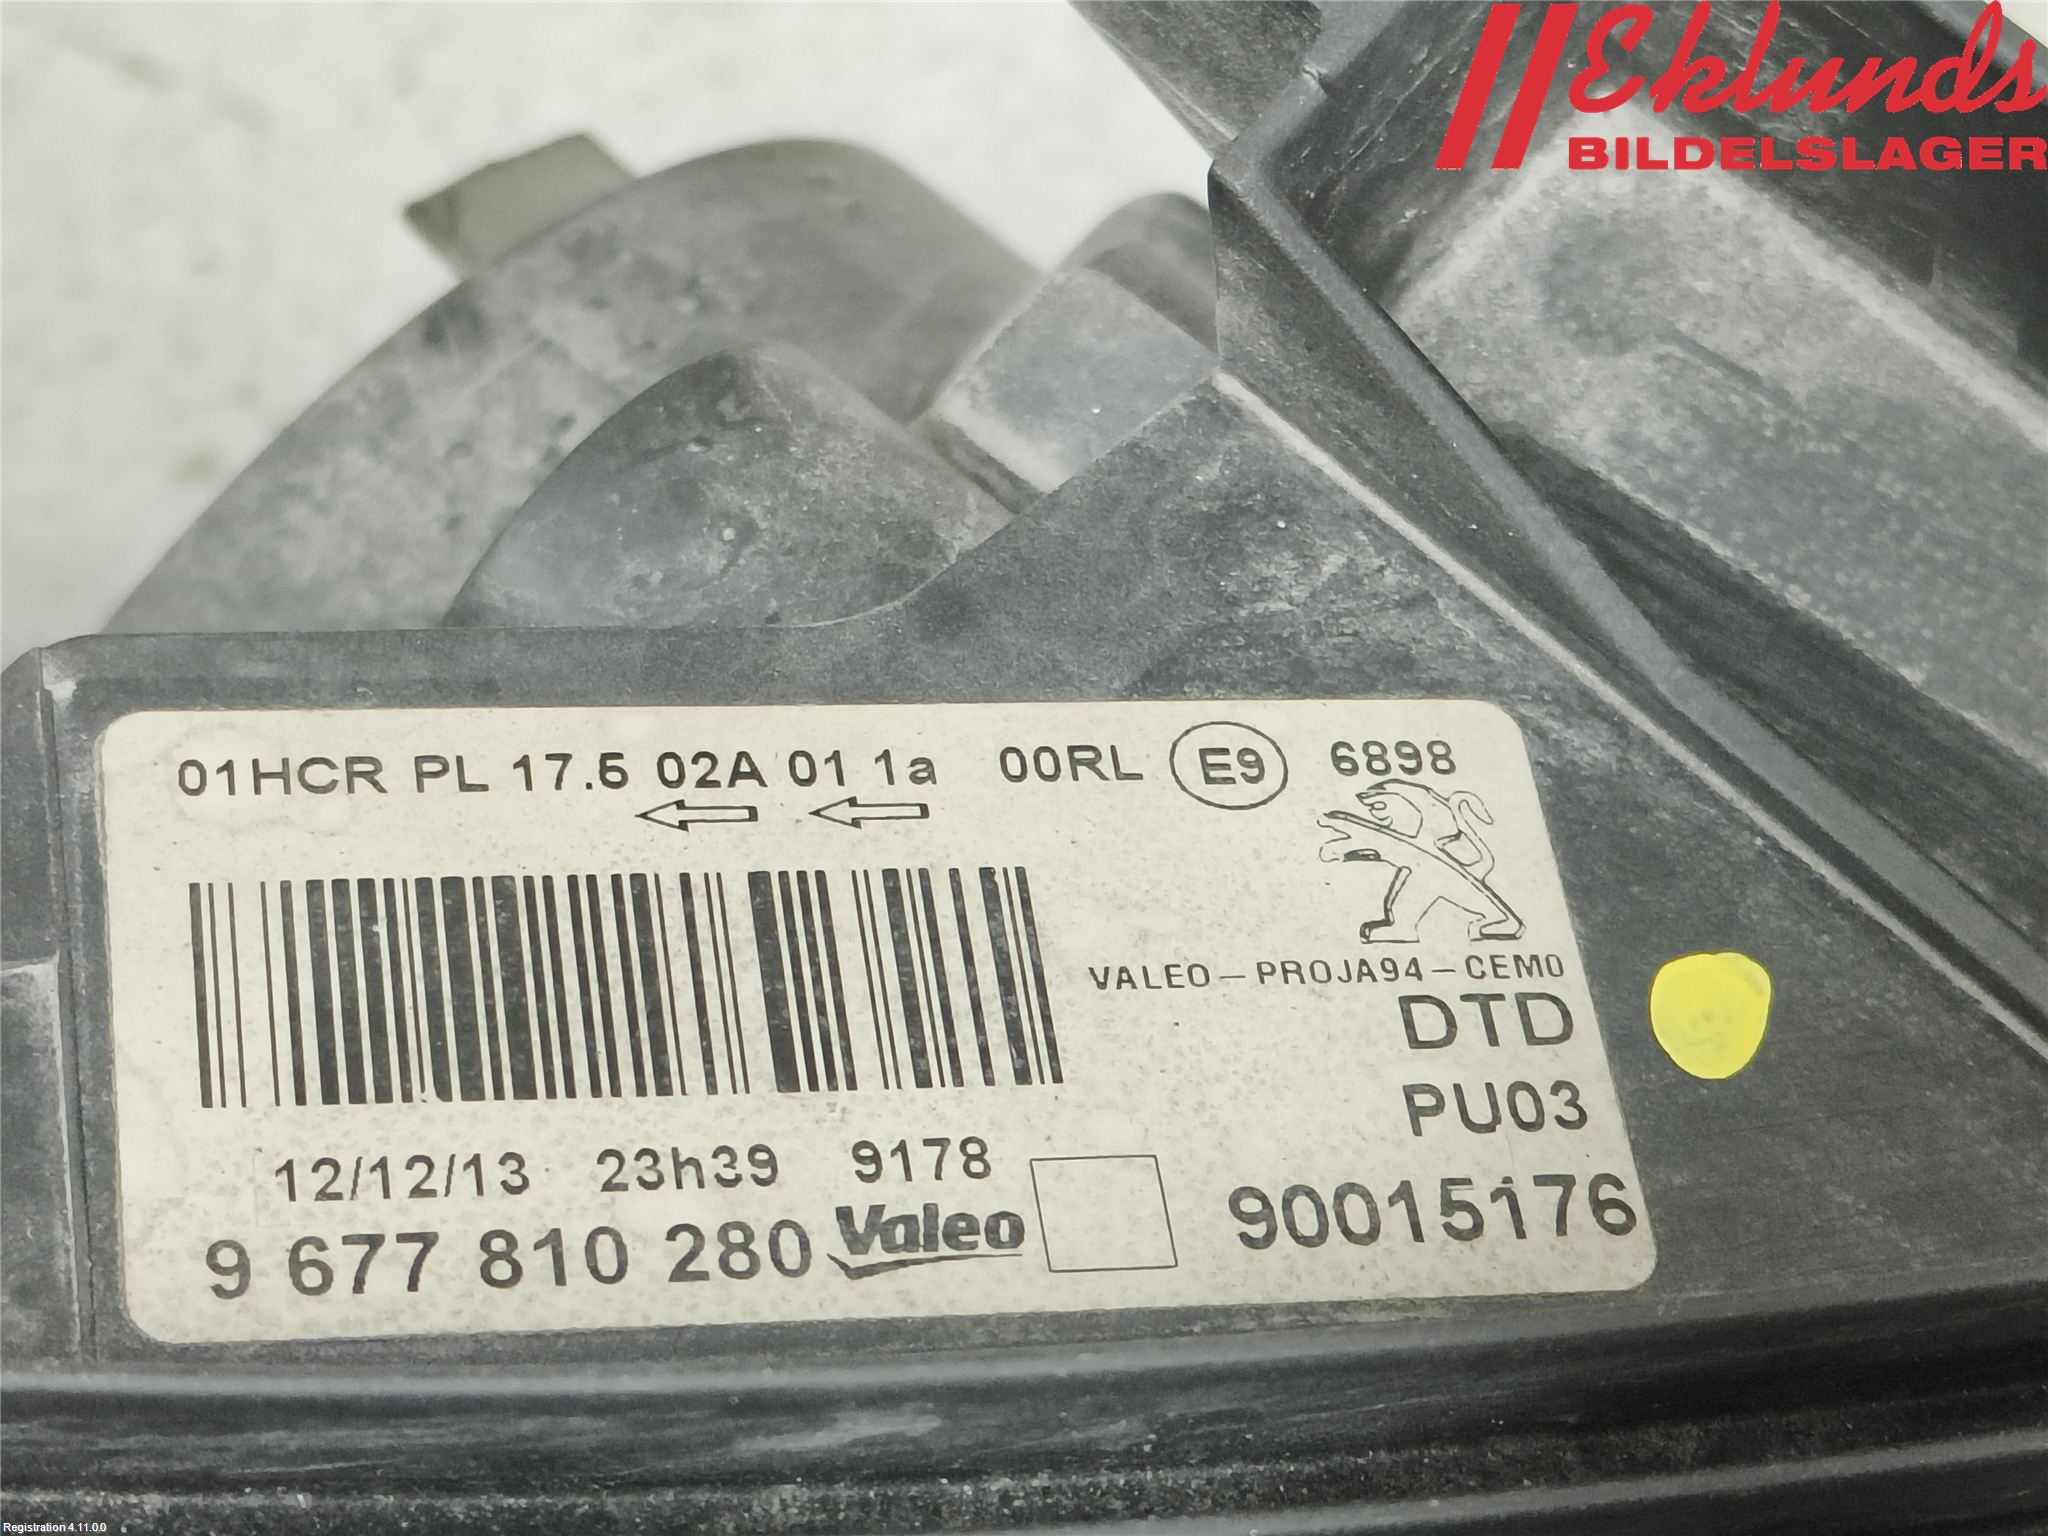 Eklunds
BILDELSLAGER
01HCR PL 17.5 02A 01 1a 00RL E9 6898
VALEO-PROJA94-CEM0
DTD
PU03
12/12/13 23h39 9178
9 677 810 280 Valeo 90015176
Registration 4.11.0.0